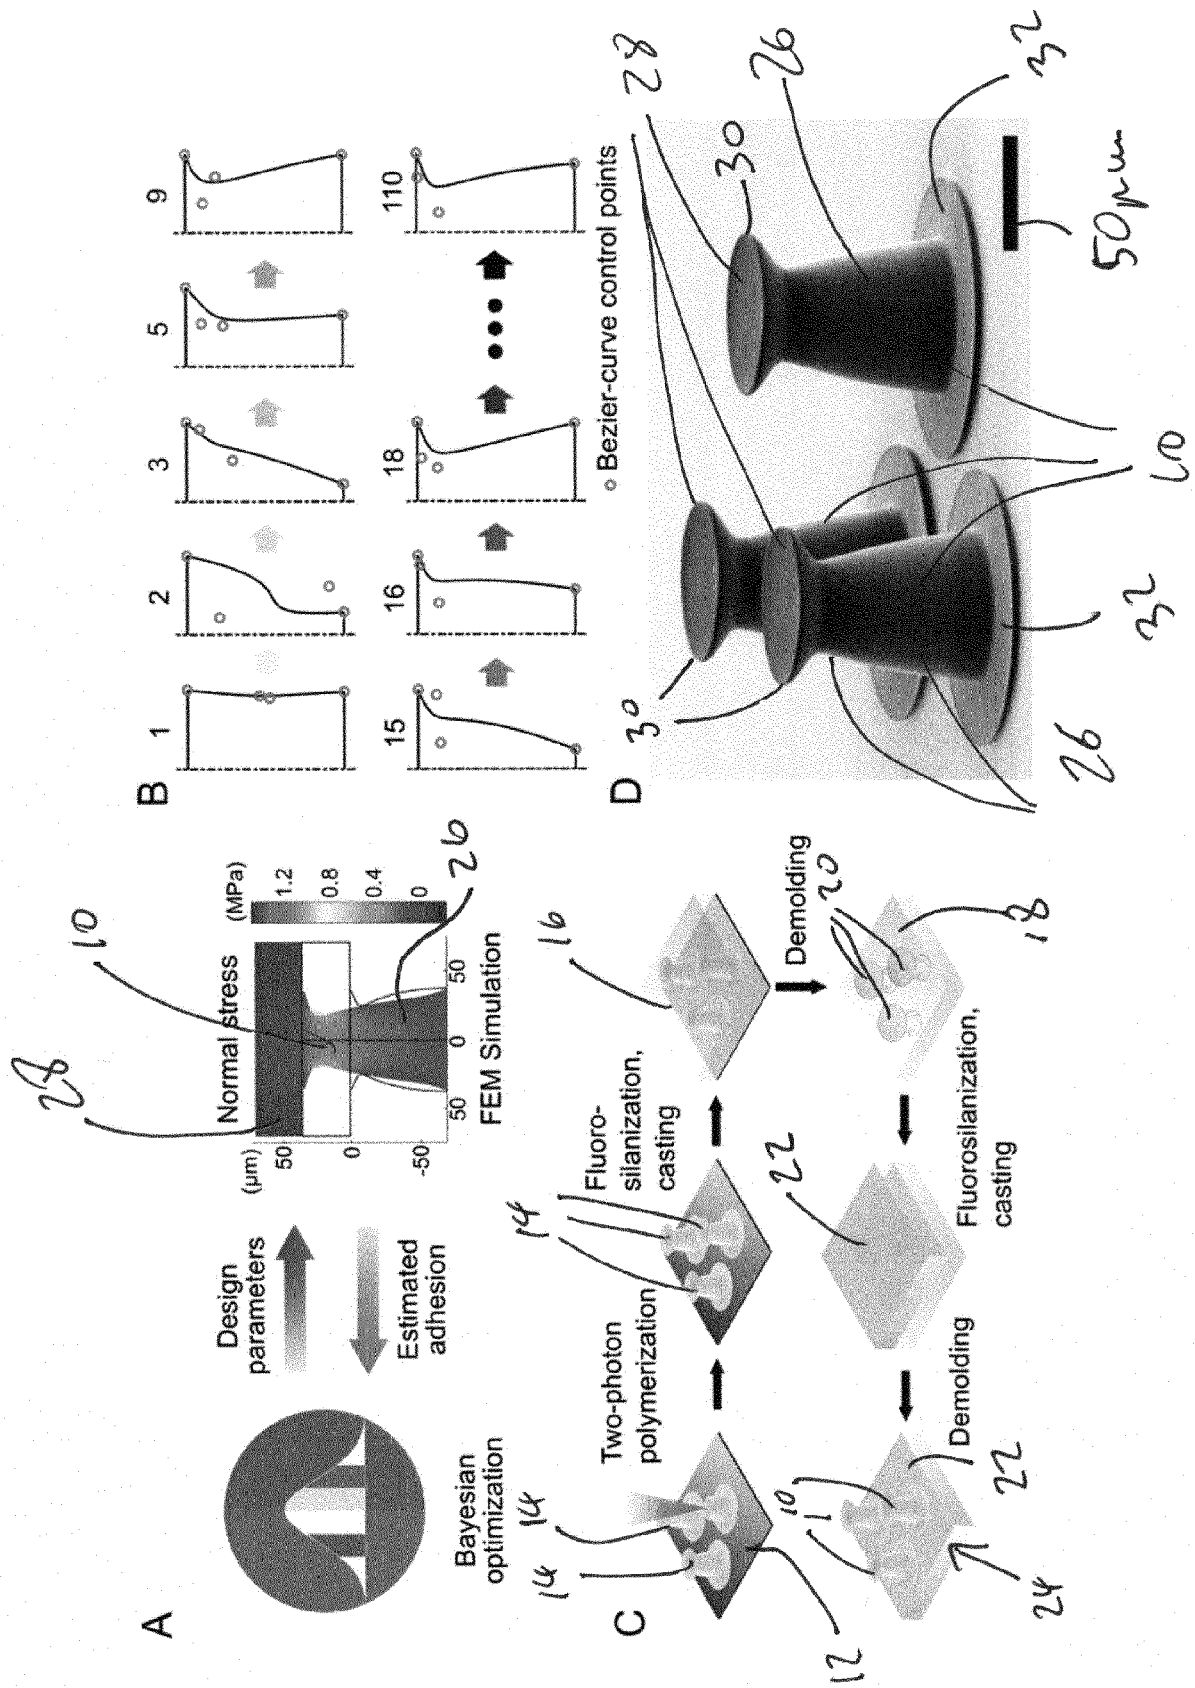 A
Bayesian
optimization
Design
parameters
Estimated
adhesion
28
10
Normal stress
(µm)
50
0
-50
50
0
50
(MPa)
1.2
0.8
0.4
0
26
FEM Simulation
B
1
2
3
5
9
15
16
18
110
Bezier-curve control points
C
14
14
12
Two-photon
polymerization
14
Fluoro-
silanization,
casting
16
Demolding
20
18
Fluorosilanization,
casting
22
Demolding
10
10
22
24
D
28
30
30
26
32
10
32
26
50µm